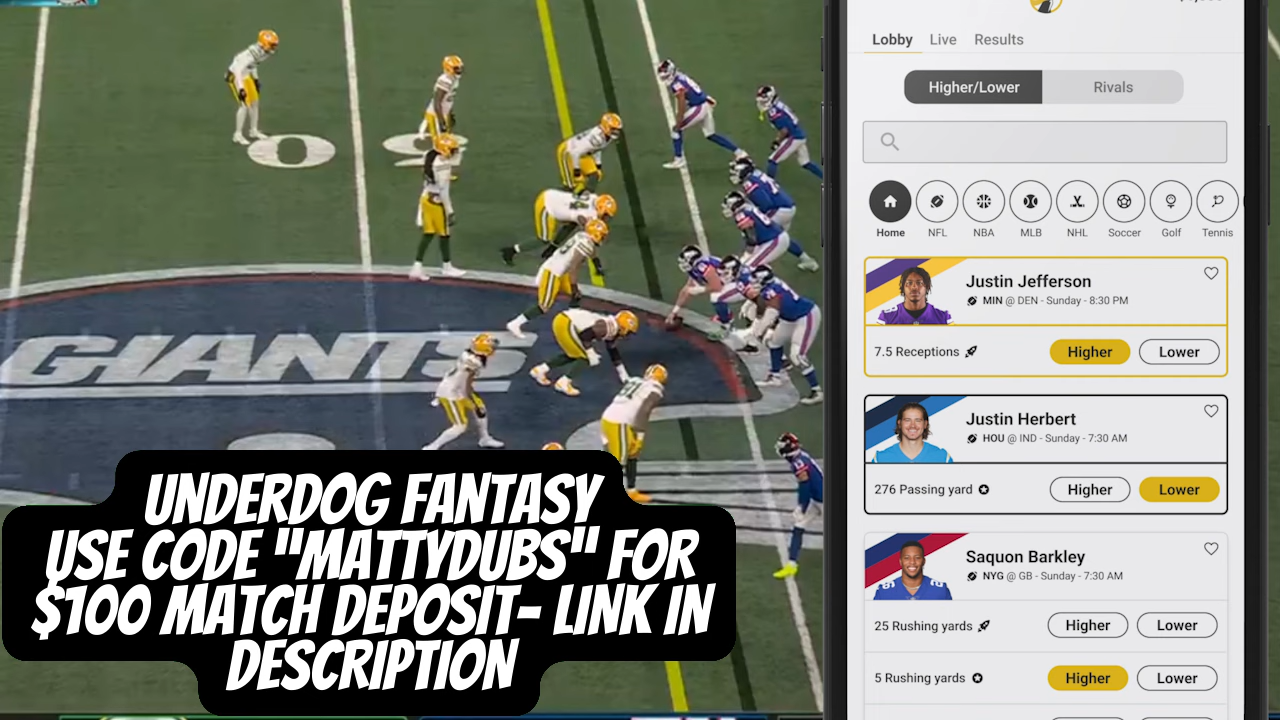 GIANTS
UNDERDOG FANTASY
USE CODE "MATTYDUBS" FOR
$100 MATCH DEPOSIT- LINK IN
DESCRIPTION
Lobby Live Results
Higher/Lower Rivals
Home NFL NBA MLB NHL Soccer Golf Tennis
Justin Jefferson
MIN @ DEN - Sunday - 8:30 PM
7.5 Receptions Higher Lower
Justin Herbert
HOU @ IND - Sunday - 7:30 AM
276 Passing yard Higher Lower
Saquon Barkley
NYG @ GB - Sunday - 7:30 AM
25 Rushing yards Higher Lower
5 Rushing yards Higher Lower